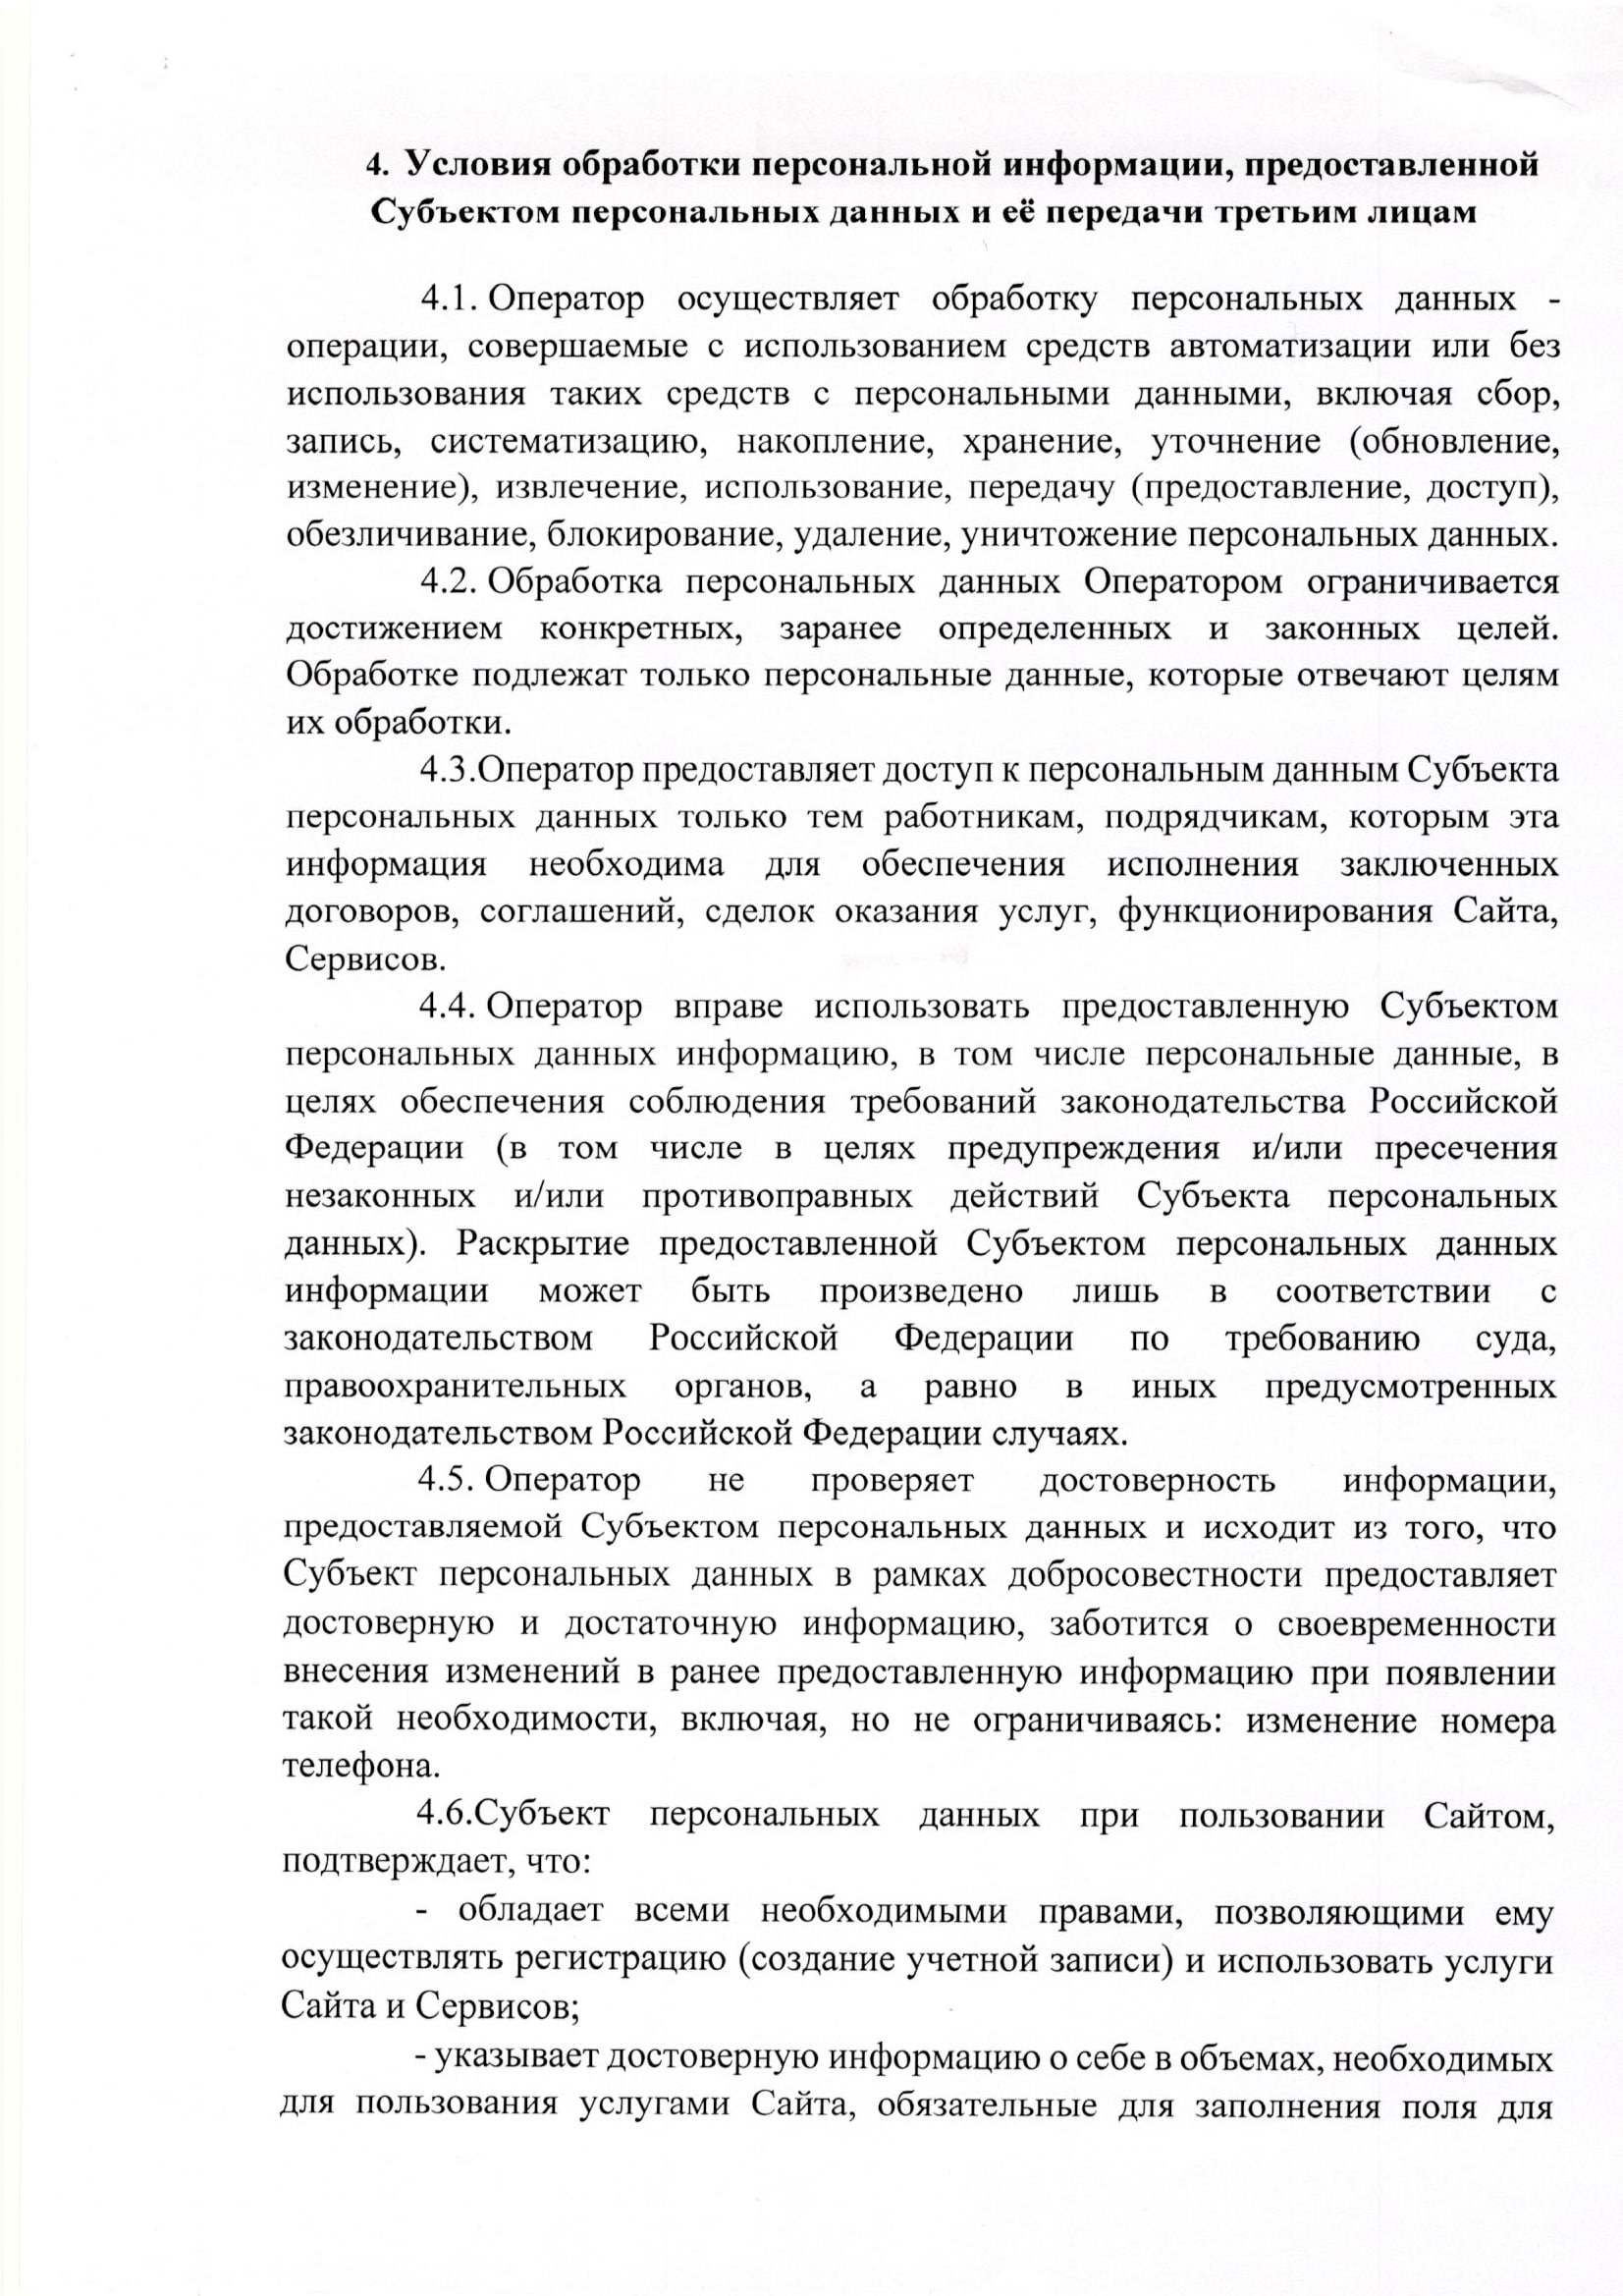 4. Условия обработки персональной информации, предоставленной
Субъектом персональных данных и её передачи третьим лицам
4.1. Оператор осуществляет обработку персональных данных -
операции, совершаемые с использованием средств автоматизации или без
использования таких средств с персональными данными, включая сбор,
запись, систематизацию, накопление, хранение, уточнение (обновление,
изменение), извлечение, использование, передачу (предоставление, доступ),
обезличивание, блокирование, удаление, уничтожение персональных данных.
4.2. Обработка персональных данных Оператором ограничивается
достижением конкретных, заранее определенных и законных целей.
Обработке подлежат только персональные данные, которые отвечают целям
их обработки.
4.3.Оператор предоставляет доступ к персональным данным Субъекта
персональных данных только тем работникам, подрядчикам, которым эта
информация необходима для обеспечения исполнения заключенных
договоров, соглашений, сделок оказания услуг, функционирования Сайта,
Сервисов.
4.4. Оператор вправе использовать предоставленную Субъектом
персональных данных информацию, в том числе персональные данные, в
целях обеспечения соблюдения требований законодательства Российской
Федерации (в том числе в целях предупреждения и/или пресечения
незаконных и/или противоправных действий Субъекта персональных
данных). Раскрытие предоставленной Субъектом персональных данных
информации может быть произведено лишь в соответствии с
законодательством Российской Федерации по требованию суда,
правоохранительных органов, а равно в иных предусмотренных
законодательством Российской Федерации случаях.
4.5. Оператор не проверяет достоверность информации,
предоставляемой Субъектом персональных данных и исходит из того, что
Субъект персональных данных в рамках добросовестности предоставляет
достоверную и достаточную информацию, заботится о своевременности
внесения изменений в ранее предоставленную информацию при появлении
такой необходимости, включая, но не ограничиваясь: изменение номера
телефона.
4.6.Субъект персональных данных при пользовании Сайтом,
подтверждает, что:
- обладает всеми необходимыми правами, позволяющими ему
осуществлять регистрацию (создание учетной записи) и использовать услуги
Сайта и Сервисов;
- указывает достоверную информацию о себе в объемах, необходимых
для пользования услугами Сайта, обязательные для заполнения поля для